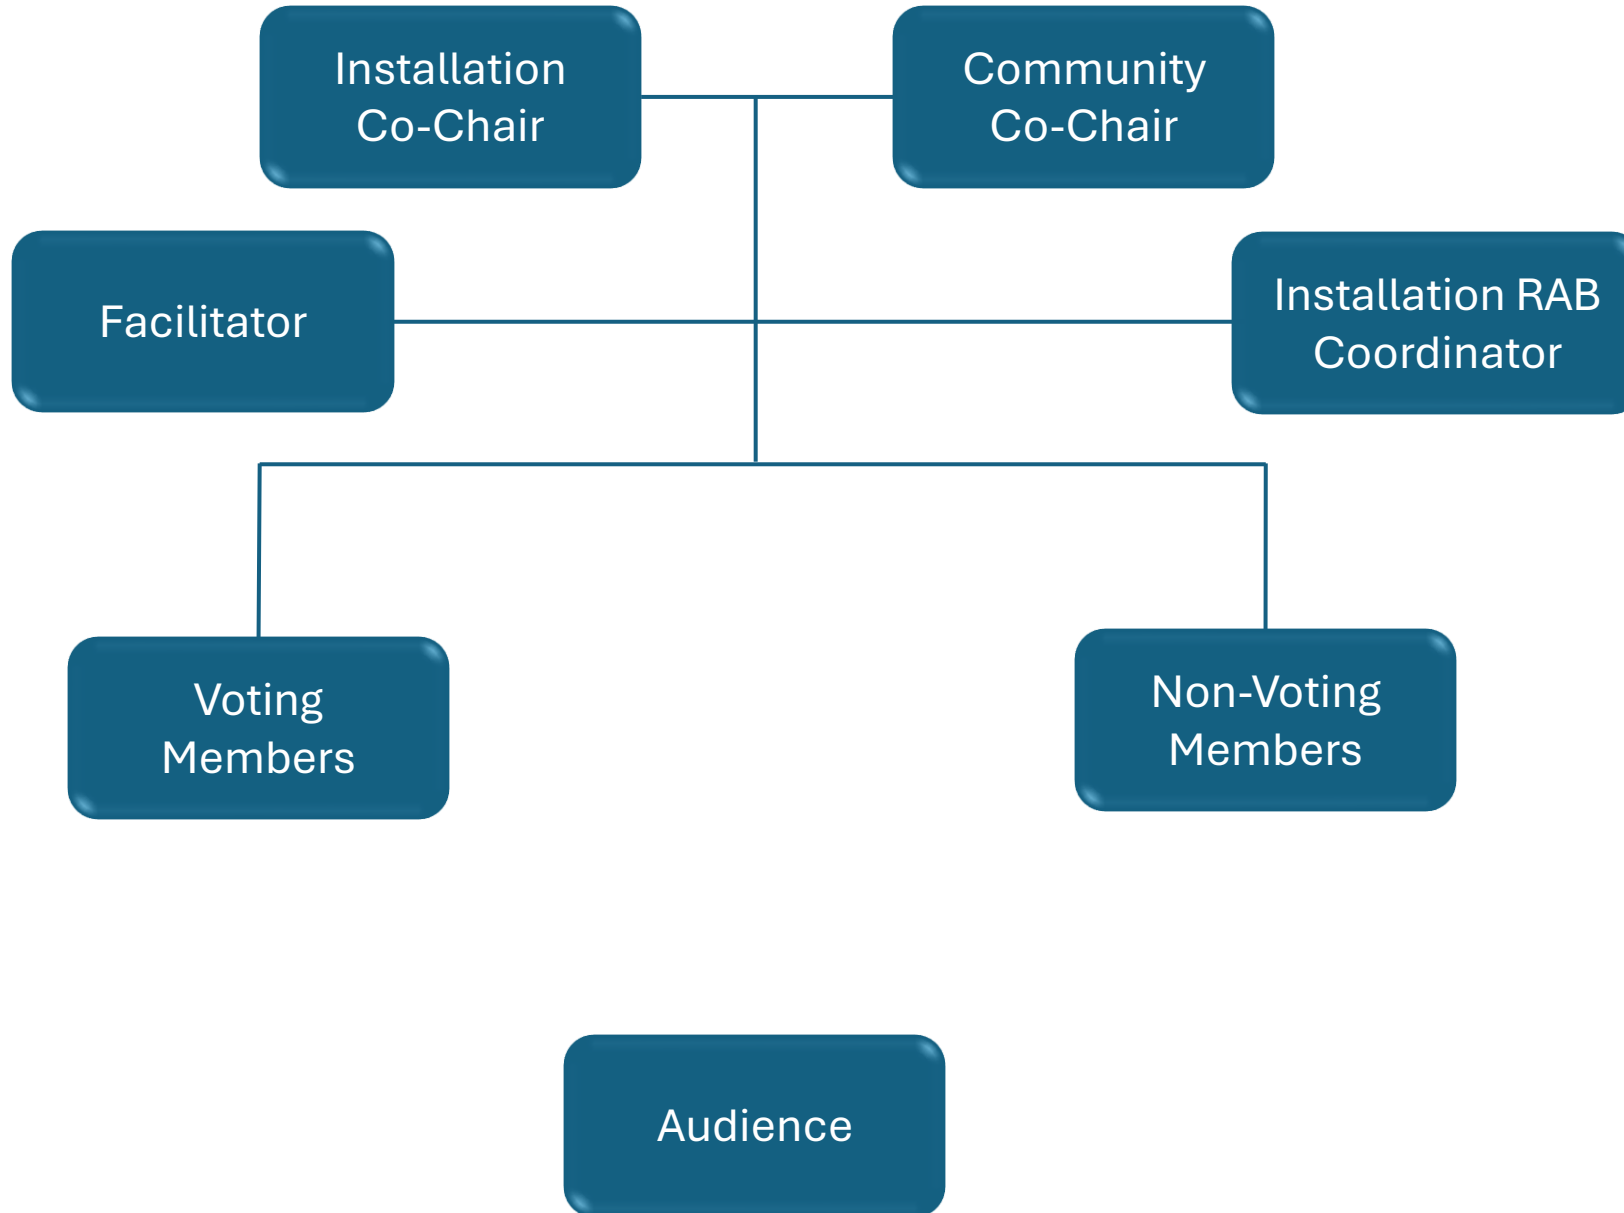 Installation
Co-Chair
Community
Co-Chair
Facilitator
Installation RAB
Coordinator
Voting
Members
Non-Voting
Members
Audience